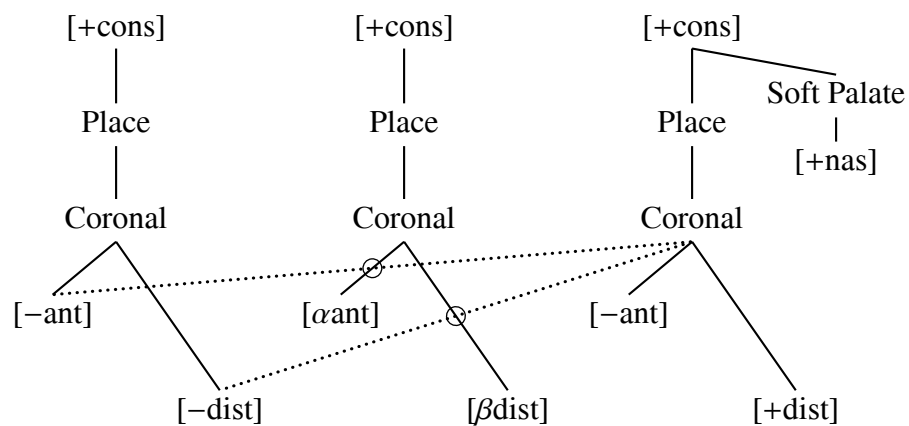 [+cons] [+cons] [+cons]
Soft Palate
Place Place Place
[+nas]
Coronal Coronal Coronal
[−ant] [αant] [−ant]
[−dist] [βdist] [+dist]